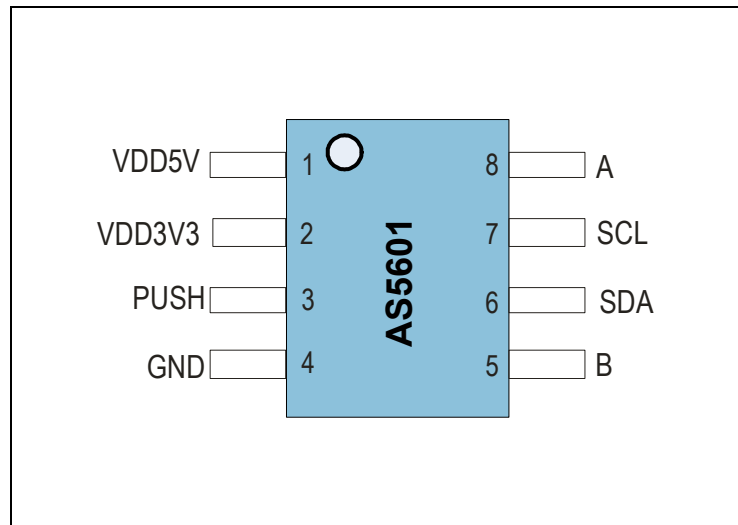 VDD5V 1 8 A
VDD3V3 2 7 SCL
PUSH 3 6 SDA
GND 4 5 B
AS5601